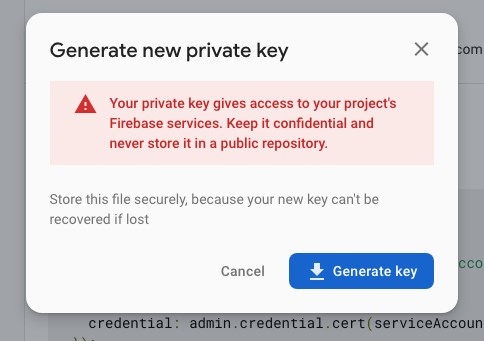 Generate new private key
com
Your private key gives access to your project's
Firebase services. Keep it confidential and
never store it in a public repository.
Store this file securely, because your new key can't be
recovered if lost
Cancel
Generate key
cco
credential: admin.credential.cert(serviceAccoun
});